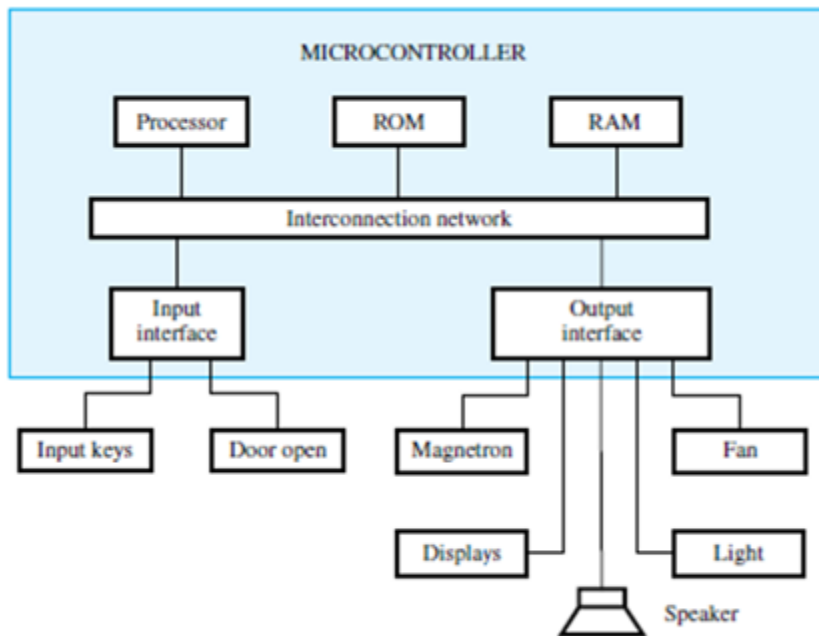 MICROCONTROLLER
Processor
ROM
RAM
Interconnection network
Input
interface
Output
interface
Input keys
Door open
Magnetron
Fan
Displays
Light
Speaker